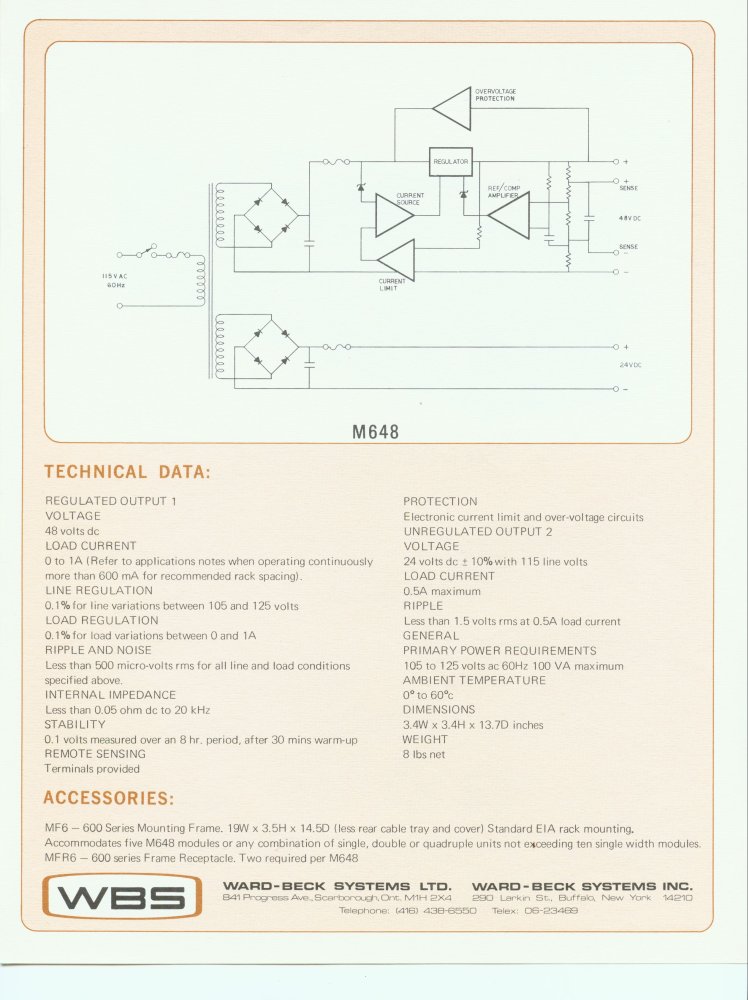 OVERVOLTAGE
PROTECTION
REGULATOR
CURRENT
SOURCE
REF/COMP
AMPLIFIER
+
+
SENSE
48V DC
SENSE
−
−
115 V AC
60Hz
CURRENT
LIMIT
+
24V DC
−
M648
TECHNICAL DATA:
REGULATED OUTPUT 1
VOLTAGE
48 volts dc
LOAD CURRENT
0 to 1A (Refer to applications notes when operating continuously
more than 600 mA for recommended rack spacing).
LINE REGULATION
0.1% for line variations between 105 and 125 volts
LOAD REGULATION
0.1% for load variations between 0 and 1A
RIPPLE AND NOISE
Less than 500 micro-volts rms for all line and load conditions
specified above.
INTERNAL IMPEDANCE
Less than 0.05 ohm dc to 20 kHz
STABILITY
0.1 volts measured over an 8 hr. period, after 30 mins warm-up
REMOTE SENSING
Terminals provided
PROTECTION
Electronic current limit and over-voltage circuits
UNREGULATED OUTPUT 2
VOLTAGE
24 volts dc ± 10% with 115 line volts
LOAD CURRENT
0.5A maximum
RIPPLE
Less than 1.5 volts rms at 0.5A load current
GENERAL
PRIMARY POWER REQUIREMENTS
105 to 125 volts ac 60Hz 100 VA maximum
AMBIENT TEMPERATURE
0° to 60°c
DIMENSIONS
3.4W x 3.4H x 13.7D inches
WEIGHT
8 lbs net
ACCESSORIES:
MF6 — 600 Series Mounting Frame. 19W x 3.5H x 14.5D (less rear cable tray and cover) Standard EIA rack mounting.
Accommodates five M648 modules or any combination of single, double or quadruple units not exceeding ten single width modules.
MFR6 — 600 series Frame Receptacle. Two required per M648
WBS
WARD-BECK SYSTEMS LTD. WARD-BECK SYSTEMS INC.
841 Progress Ave., Scarborough, Ont. M1H 2X4 290 Larkin St., Buffalo, New York 14210
Telephone: (416) 438-6550 Telex: 06-23469